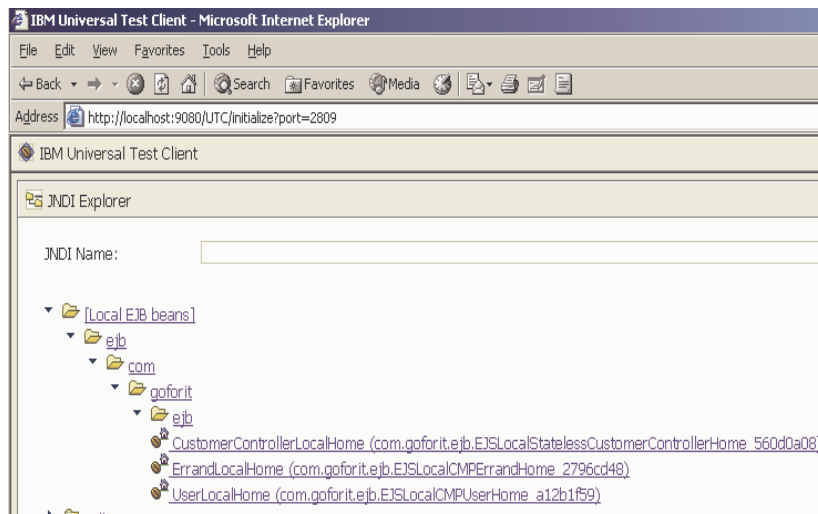 IBM Universal Test Client - Microsoft Internet Explorer
File Edit View Favorites Tools Help
Back Search Favorites Media
Address http://localhost:9080/UTC/initialize?port=2809
IBM Universal Test Client
JNDI Explorer
JNDI Name:
[Local EJB beans]
ejb
com
goforit
ejb
CustomerControllerLocalHome (com.goforit.ejb.EJSLocalStatelessCustomerControllerHome_560d0a08)
ErrandLocalHome (com.goforit.ejb.EJSLocalCMPErrandHome_2796cd48)
UserLocalHome (com.goforit.ejb.EJSLocalCMPUserHome_a12b1f59)